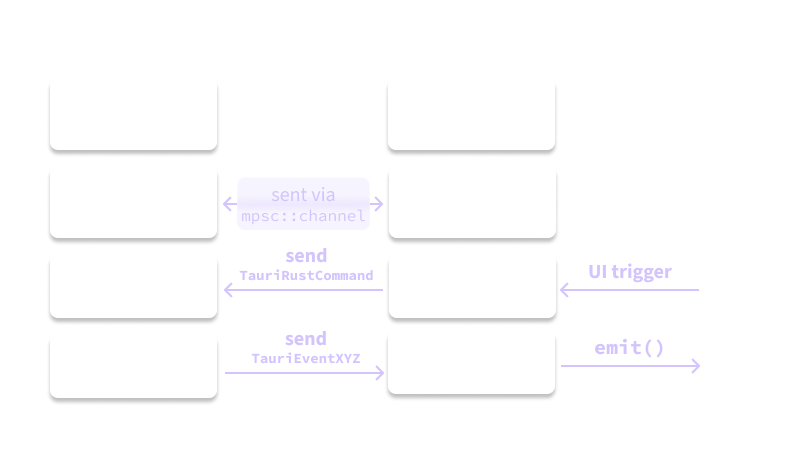 sent via
mpsc::channel
send
TauriRustCommand
UI trigger
send
TauriEventXYZ
emit()